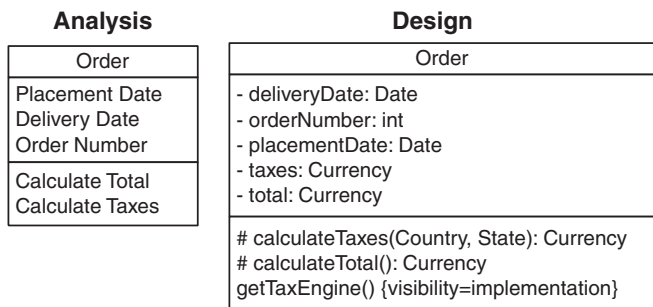 Analysis
Order
Placement Date
Delivery Date
Order Number
Calculate Total
Calculate Taxes
Design
Order
- deliveryDate: Date
- orderNumber: int
- placementDate: Date
- taxes: Currency
- total: Currency
# calculateTaxes(Country, State): Currency
# calculateTotal(): Currency
getTaxEngine() {visibility=implementation}